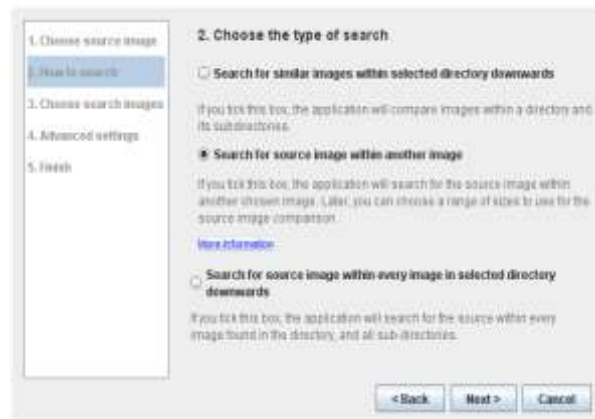 1. Choose source image
2. How to search
3. Choose search images
4. Advanced settings
5. Finish
2. Choose the type of search
Search for similar images within selected directory downwards
If you tick this box, the application will compare images within a directory and
its subdirectories.
Search for source image within another image
If you tick this box, the application will search for the source image within
another chosen image. Later, you can choose a range of sizes to use for the
source image comparison.
More information
Search for source image within every image in selected directory
downwards
If you tick this box, the application will search for the source within every
image found in the directory, and all sub-directories.
< Back
Next >
Cancel